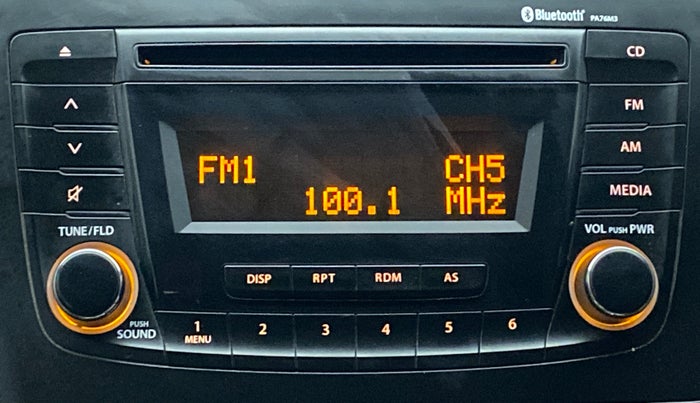 Bluetooth PA76M3
CD
FM
FM1 CH5
AM
100.1 MHz
MEDIA
TUNE/FLD
VOL PUSH PWR
DISP RPT RDM AS
PUSH SOUND
1 MENU 2 3 4 5 6